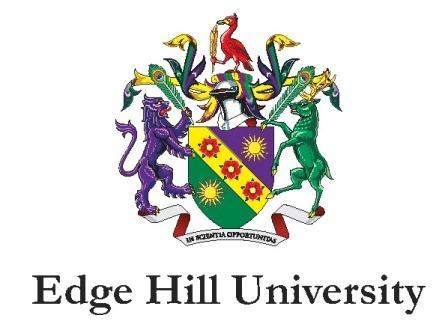 IN SCIENTIA OPPORTUNITAS
Edge Hill University